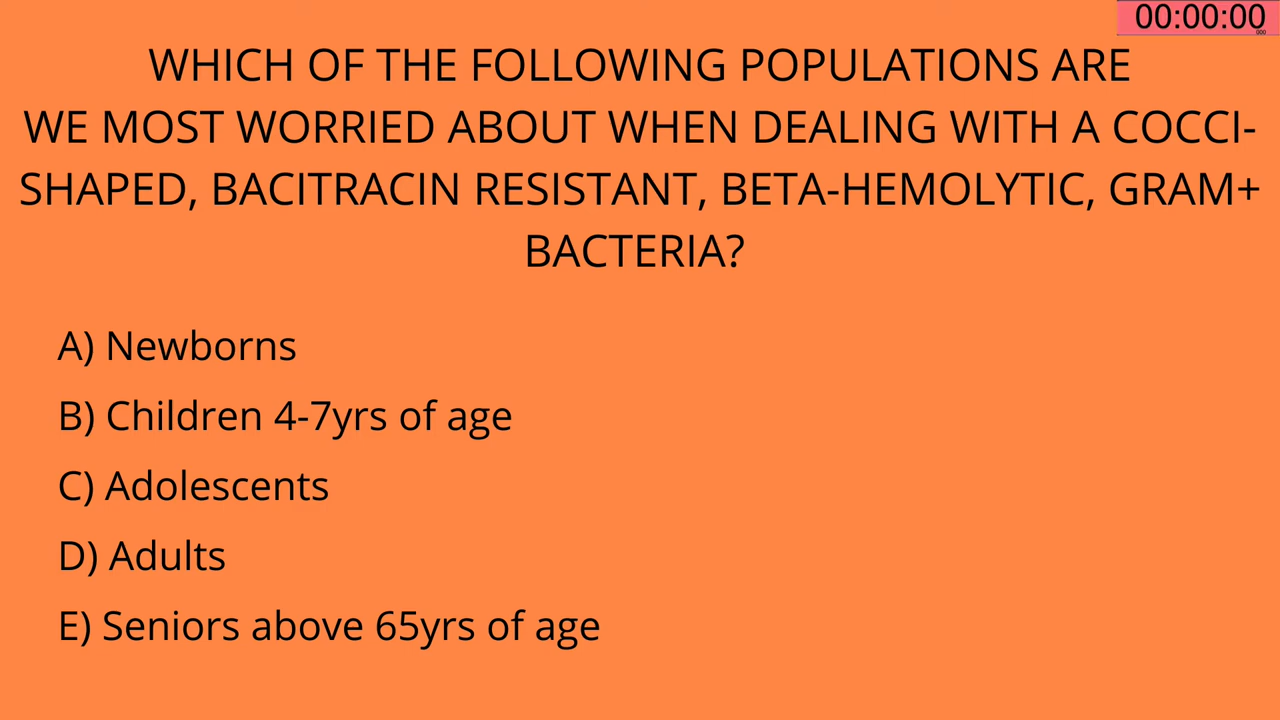 00:00:00
000
WHICH OF THE FOLLOWING POPULATIONS ARE
WE MOST WORRIED ABOUT WHEN DEALING WITH A COCCI-
SHAPED, BACITRACIN RESISTANT, BETA-HEMOLYTIC, GRAM+
BACTERIA?
A) Newborns
B) Children 4-7yrs of age
C) Adolescents
D) Adults
E) Seniors above 65yrs of age